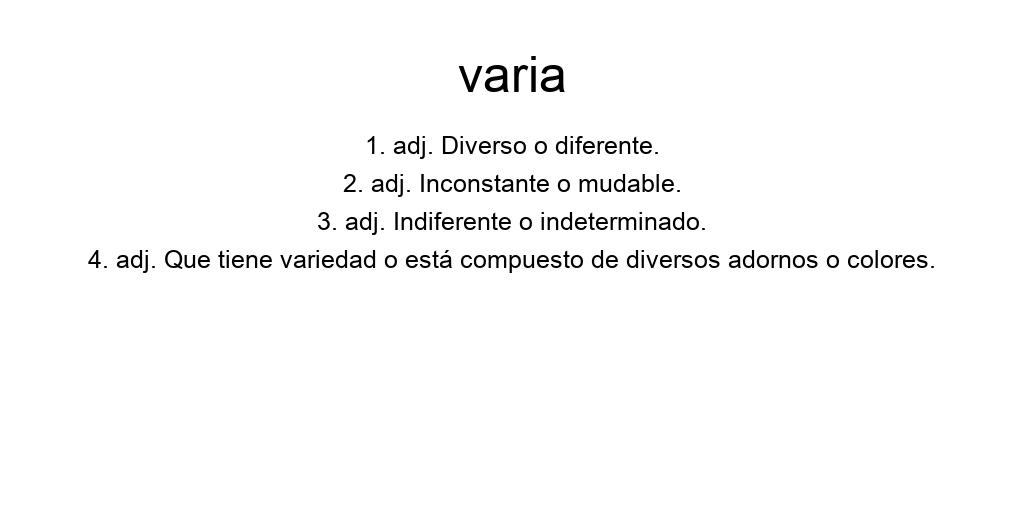 varia
1. adj. Diverso o diferente.
2. adj. Inconstante o mudable.
3. adj. Indiferente o indeterminado.
4. adj. Que tiene variedad o está compuesto de diversos adornos o colores.